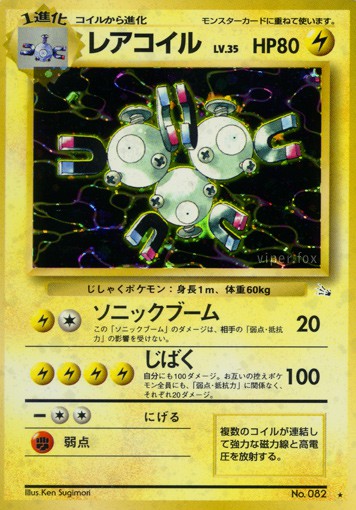 1進化 コイルから進化 モンスターカードに重ねて使います。
レアコイル LV.35 HP80
viper.fox
じしゃくポケモン：身長1m、体重60kg
ソニックブーム 20
この「ソニックブーム」のダメージは、相手の「弱点・抵抗
力」の影響を受けない。
じばく 100
自分にも100ダメージ。お互いの控えポ
ケモン全員にも、「弱点・抵抗力」に関係なく、
それぞれ20ダメージ。
にげる
弱点
複数のコイルが連結し
て強力な磁力線と高電
圧を放射する。
Illus.Ken Sugimori No.082